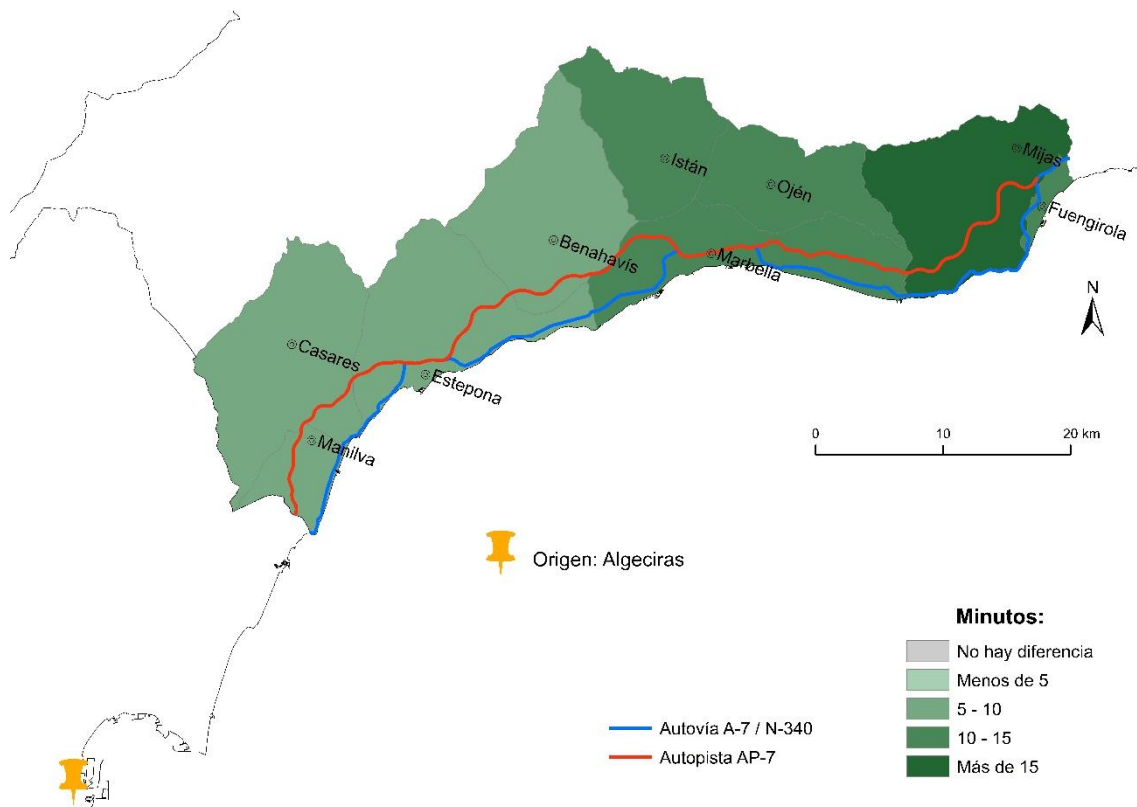 Mijas
Istán
Ojén
Fuengirola
Benahavís
Marbella
N
Casares
Estepona
Manilva
0 10 20 km
Origen: Algeciras
Minutos:
No hay diferencia
Menos de 5
5 - 10
10 - 15
Más de 15
Autovía A-7 / N-340
Autopista AP-7